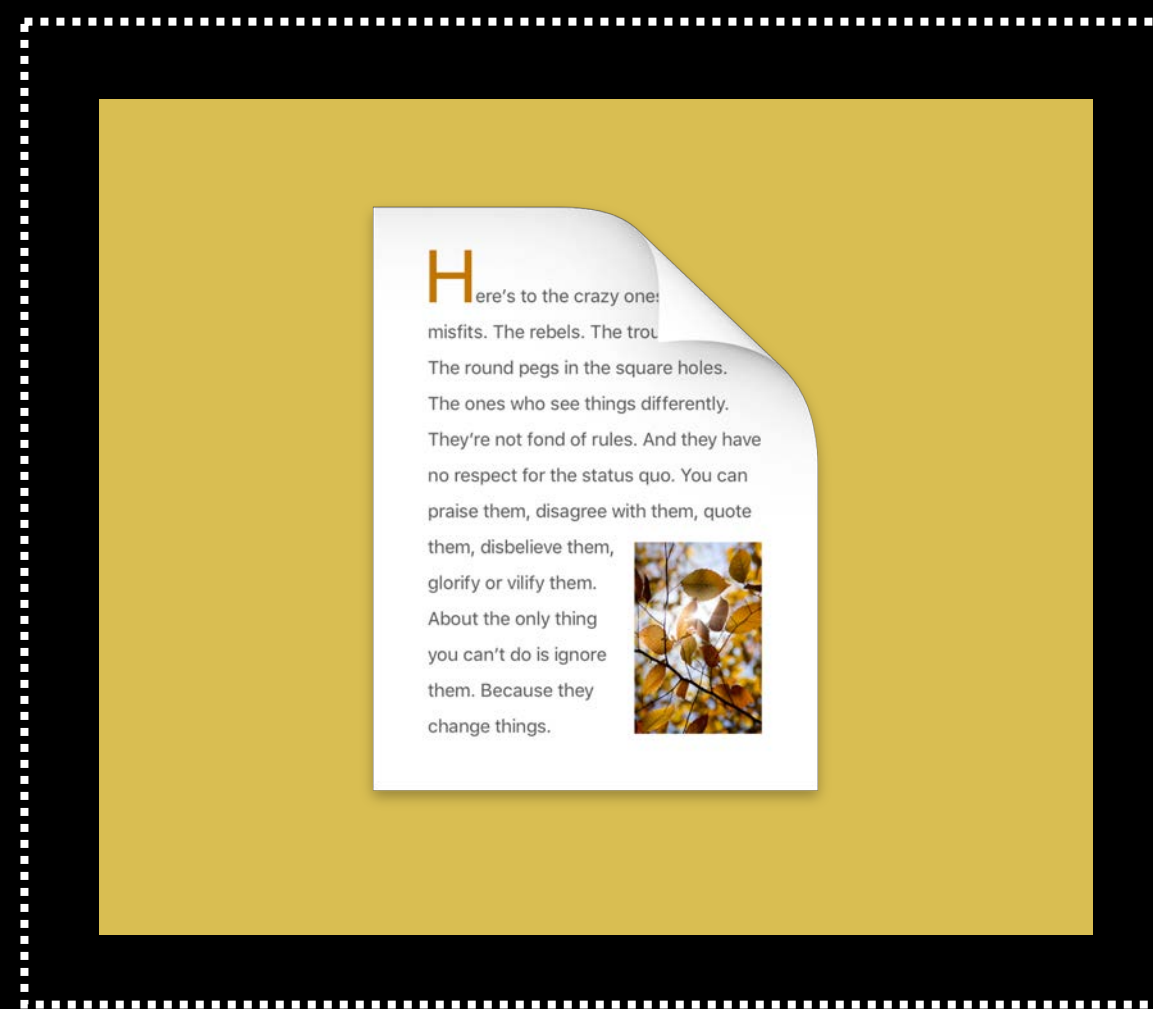 Here’s to the crazy ones
misfits. The rebels. The
The round pegs in the square holes.
The ones who see things differently.
They’re not fond of rules. And they have
no respect for the status quo. You can
praise them, disagree with them, quote
them, disbelieve them,
glorify or vilify them.
About the only thing
you can’t do is ignore
them. Because they
change things.